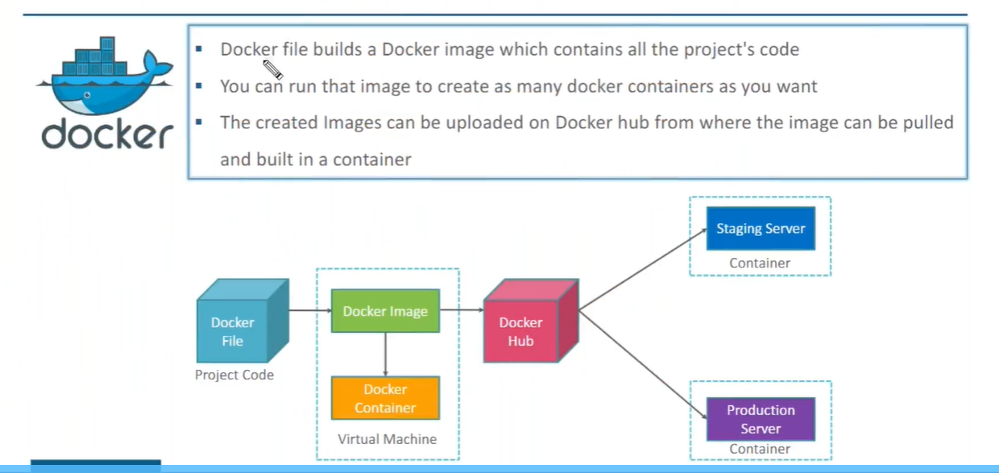 docker
Docker file builds a Docker image which contains all the project's code
You can run that image to create as many docker containers as you want
The created Images can be uploaded on Docker hub from where the image can be pulled
and built in a container
Docker
File
Project Code
Docker Image
Docker
Container
Virtual Machine
Docker
Hub
Staging Server
Container
Production
Server
Container